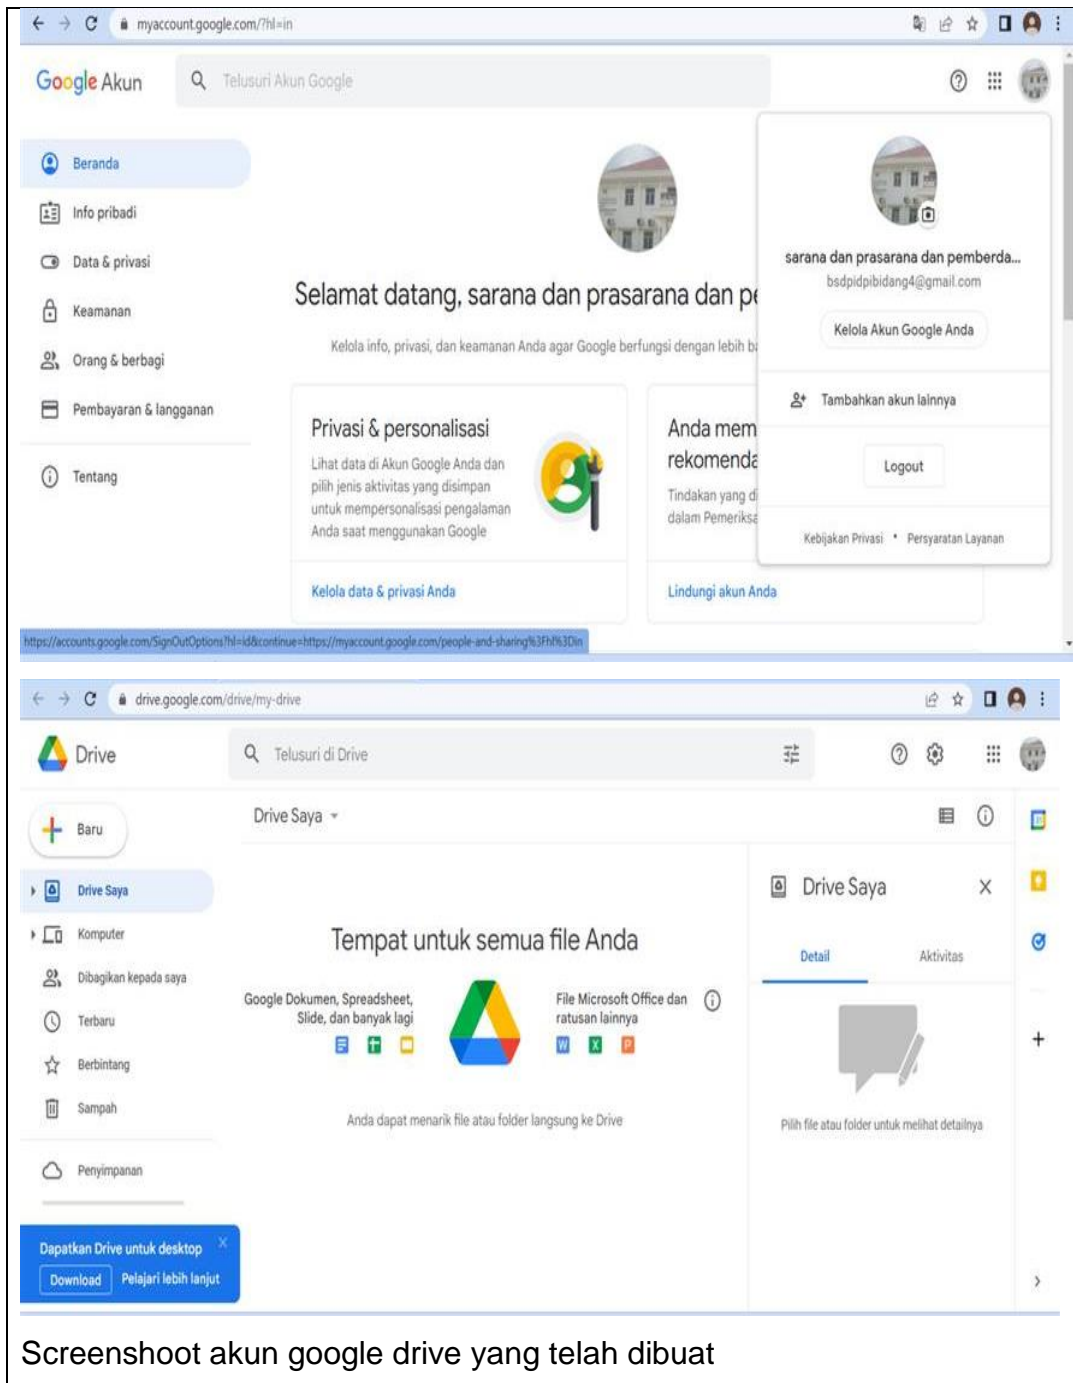 myaccount.google.com/?hl=in
Google Akun
Telusuri Akun Google
Beranda
Info pribadi
Data & privasi
Keamanan
Orang & berbagi
Pembayaran & langganan
Tentang
Selamat datang, sarana dan prasarana dan pe
Kelola info, privasi, dan keamanan Anda agar Google berfungsi dengan lebih ba
Privasi & personalisasi
Lihat data di Akun Google Anda dan
pilih jenis aktivitas yang disimpan
untuk mempersonalisasi pengalaman
Anda saat menggunakan Google
Kelola data & privasi Anda
Anda mem
rekomenda
Tindakan yang d
dalam Pemeriksa
Lindungi akun Anda
sarana dan prasarana dan pemberda...
bsdpidpibidang4@gmail.com
Kelola Akun Google Anda
Tambahkan akun lainnya
Logout
Kebijakan Privasi • Persyaratan Layanan
https://accounts.google.com/SignOutOptions?hl=id&continue=https://myaccount.google.com/people-and-sharing%3Fhl%3Din
drive.google.com/drive/my-drive
Drive
Telusuri di Drive
Baru
Drive Saya
Komputer
Dibagikan kepada saya
Terbaru
Berbintang
Sampah
Penyimpanan
Dapatkan Drive untuk desktop
Download Pelajari lebih lanjut
Drive Saya
Tempat untuk semua file Anda
Google Dokumen, Spreadsheet,
Slide, dan banyak lagi
File Microsoft Office dan
ratusan lainnya
W X P
Anda dapat menarik file atau folder langsung ke Drive
Drive Saya
Detail Aktivitas
Pilih file atau folder untuk melihat detailnya
Screenshoot akun google drive yang telah dibuat